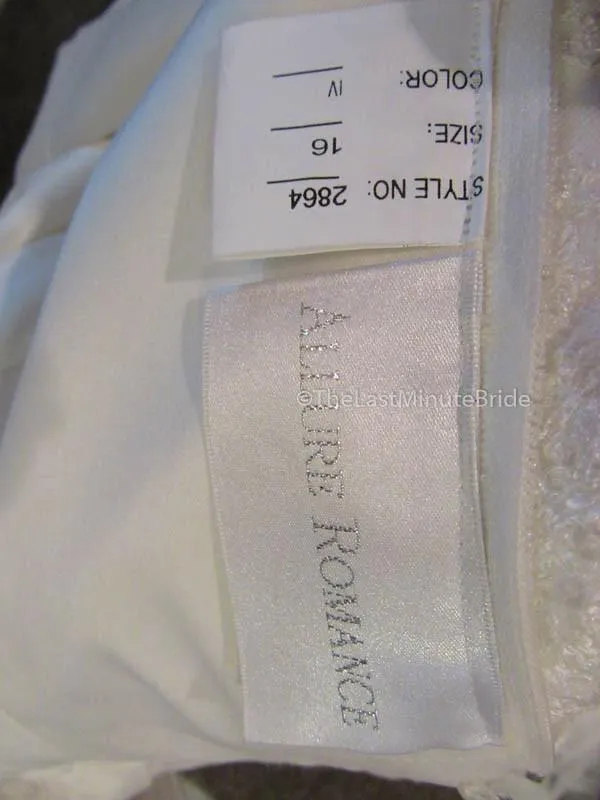 STYLE NO: 2864
SIZE: 16
COLOR: IV
ALLURE ROMANCE
©TheLastMinuteBride